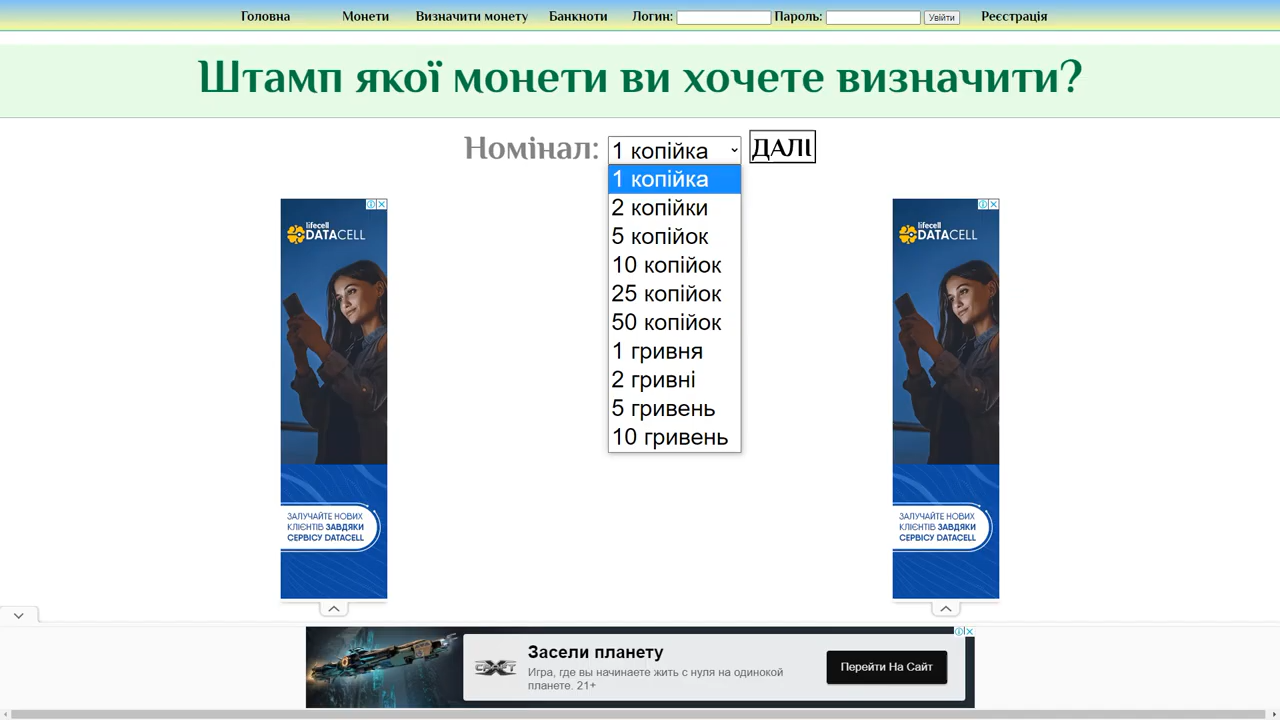 Головна Монети Визначити монету Банкноти Логин: Пароль: Увійти Реєстрація
Штамп якої монети ви хочете визначити?
Номінал: 1 копійка ДАЛІ
1 копійка
2 копійки
5 копійок
10 копійок
25 копійок
50 копійок
1 гривня
2 гривні
5 гривень
10 гривень
lifecell
DATACELL
ЗАЛУЧАЙТЕ НОВИХ
КЛІЄНТІВ ЗАВДЯКИ
СЕРВІСУ DATACELL
lifecell
DATACELL
ЗАЛУЧАЙТЕ НОВИХ
КЛІЄНТІВ ЗАВДЯКИ
СЕРВІСУ DATACELL
Засели планету
Игра, где вы начинаете жить с нуля на одинокой
планете. 21+
Перейти На Сайт